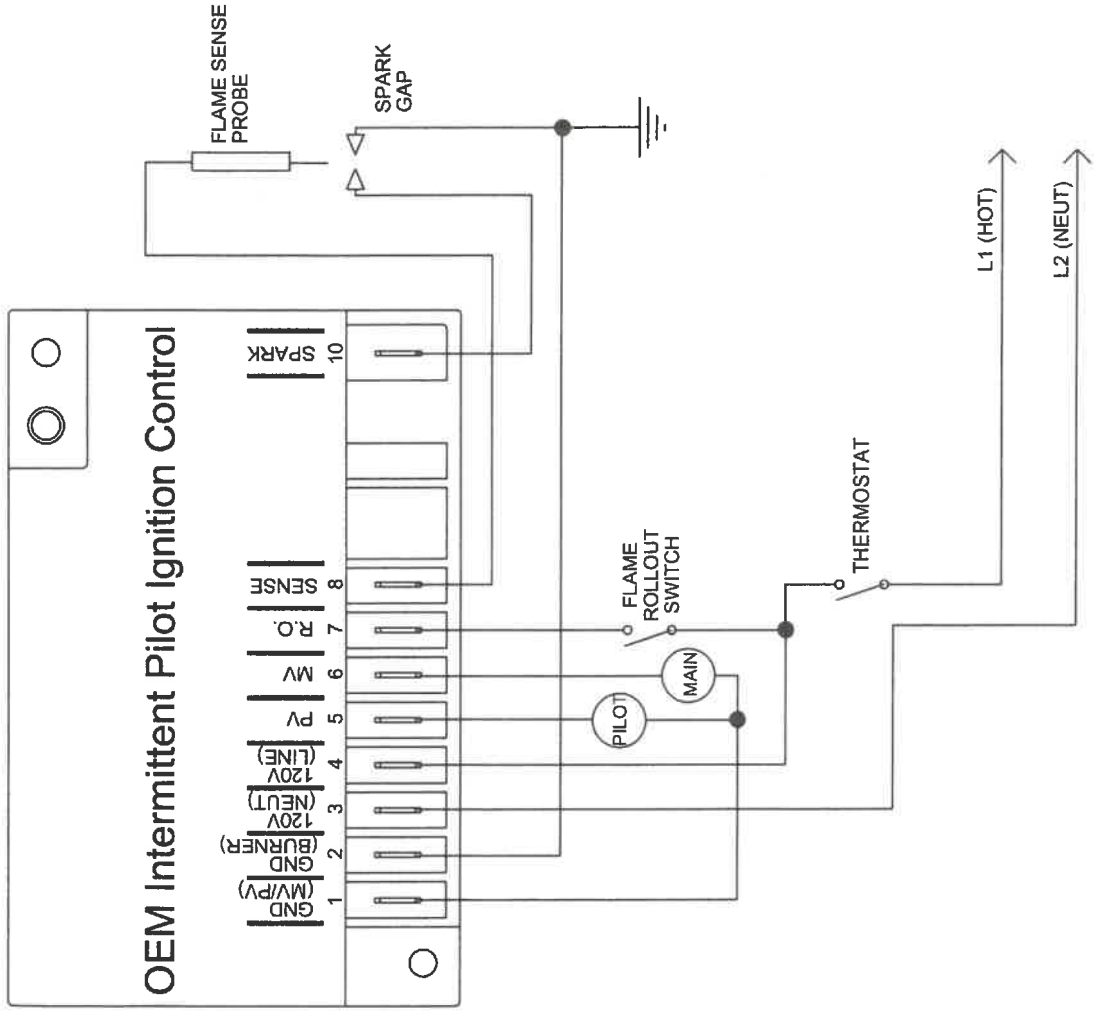 OEM Intermittent Pilot Ignition Control
GND
(MV/PV)
1
GND
(BURNER)
2
120V
(NEUT)
3
120V
(LINE)
4
PV
5
MV
6
R.O.
7
SENSE
8
SPARK
10
FLAME SENSE
PROBE
SPARK
GAP
PILOT
MAIN
FLAME
ROLLOUT
SWITCH
THERMOSTAT
L1 (HOT)
L2 (NEUT)